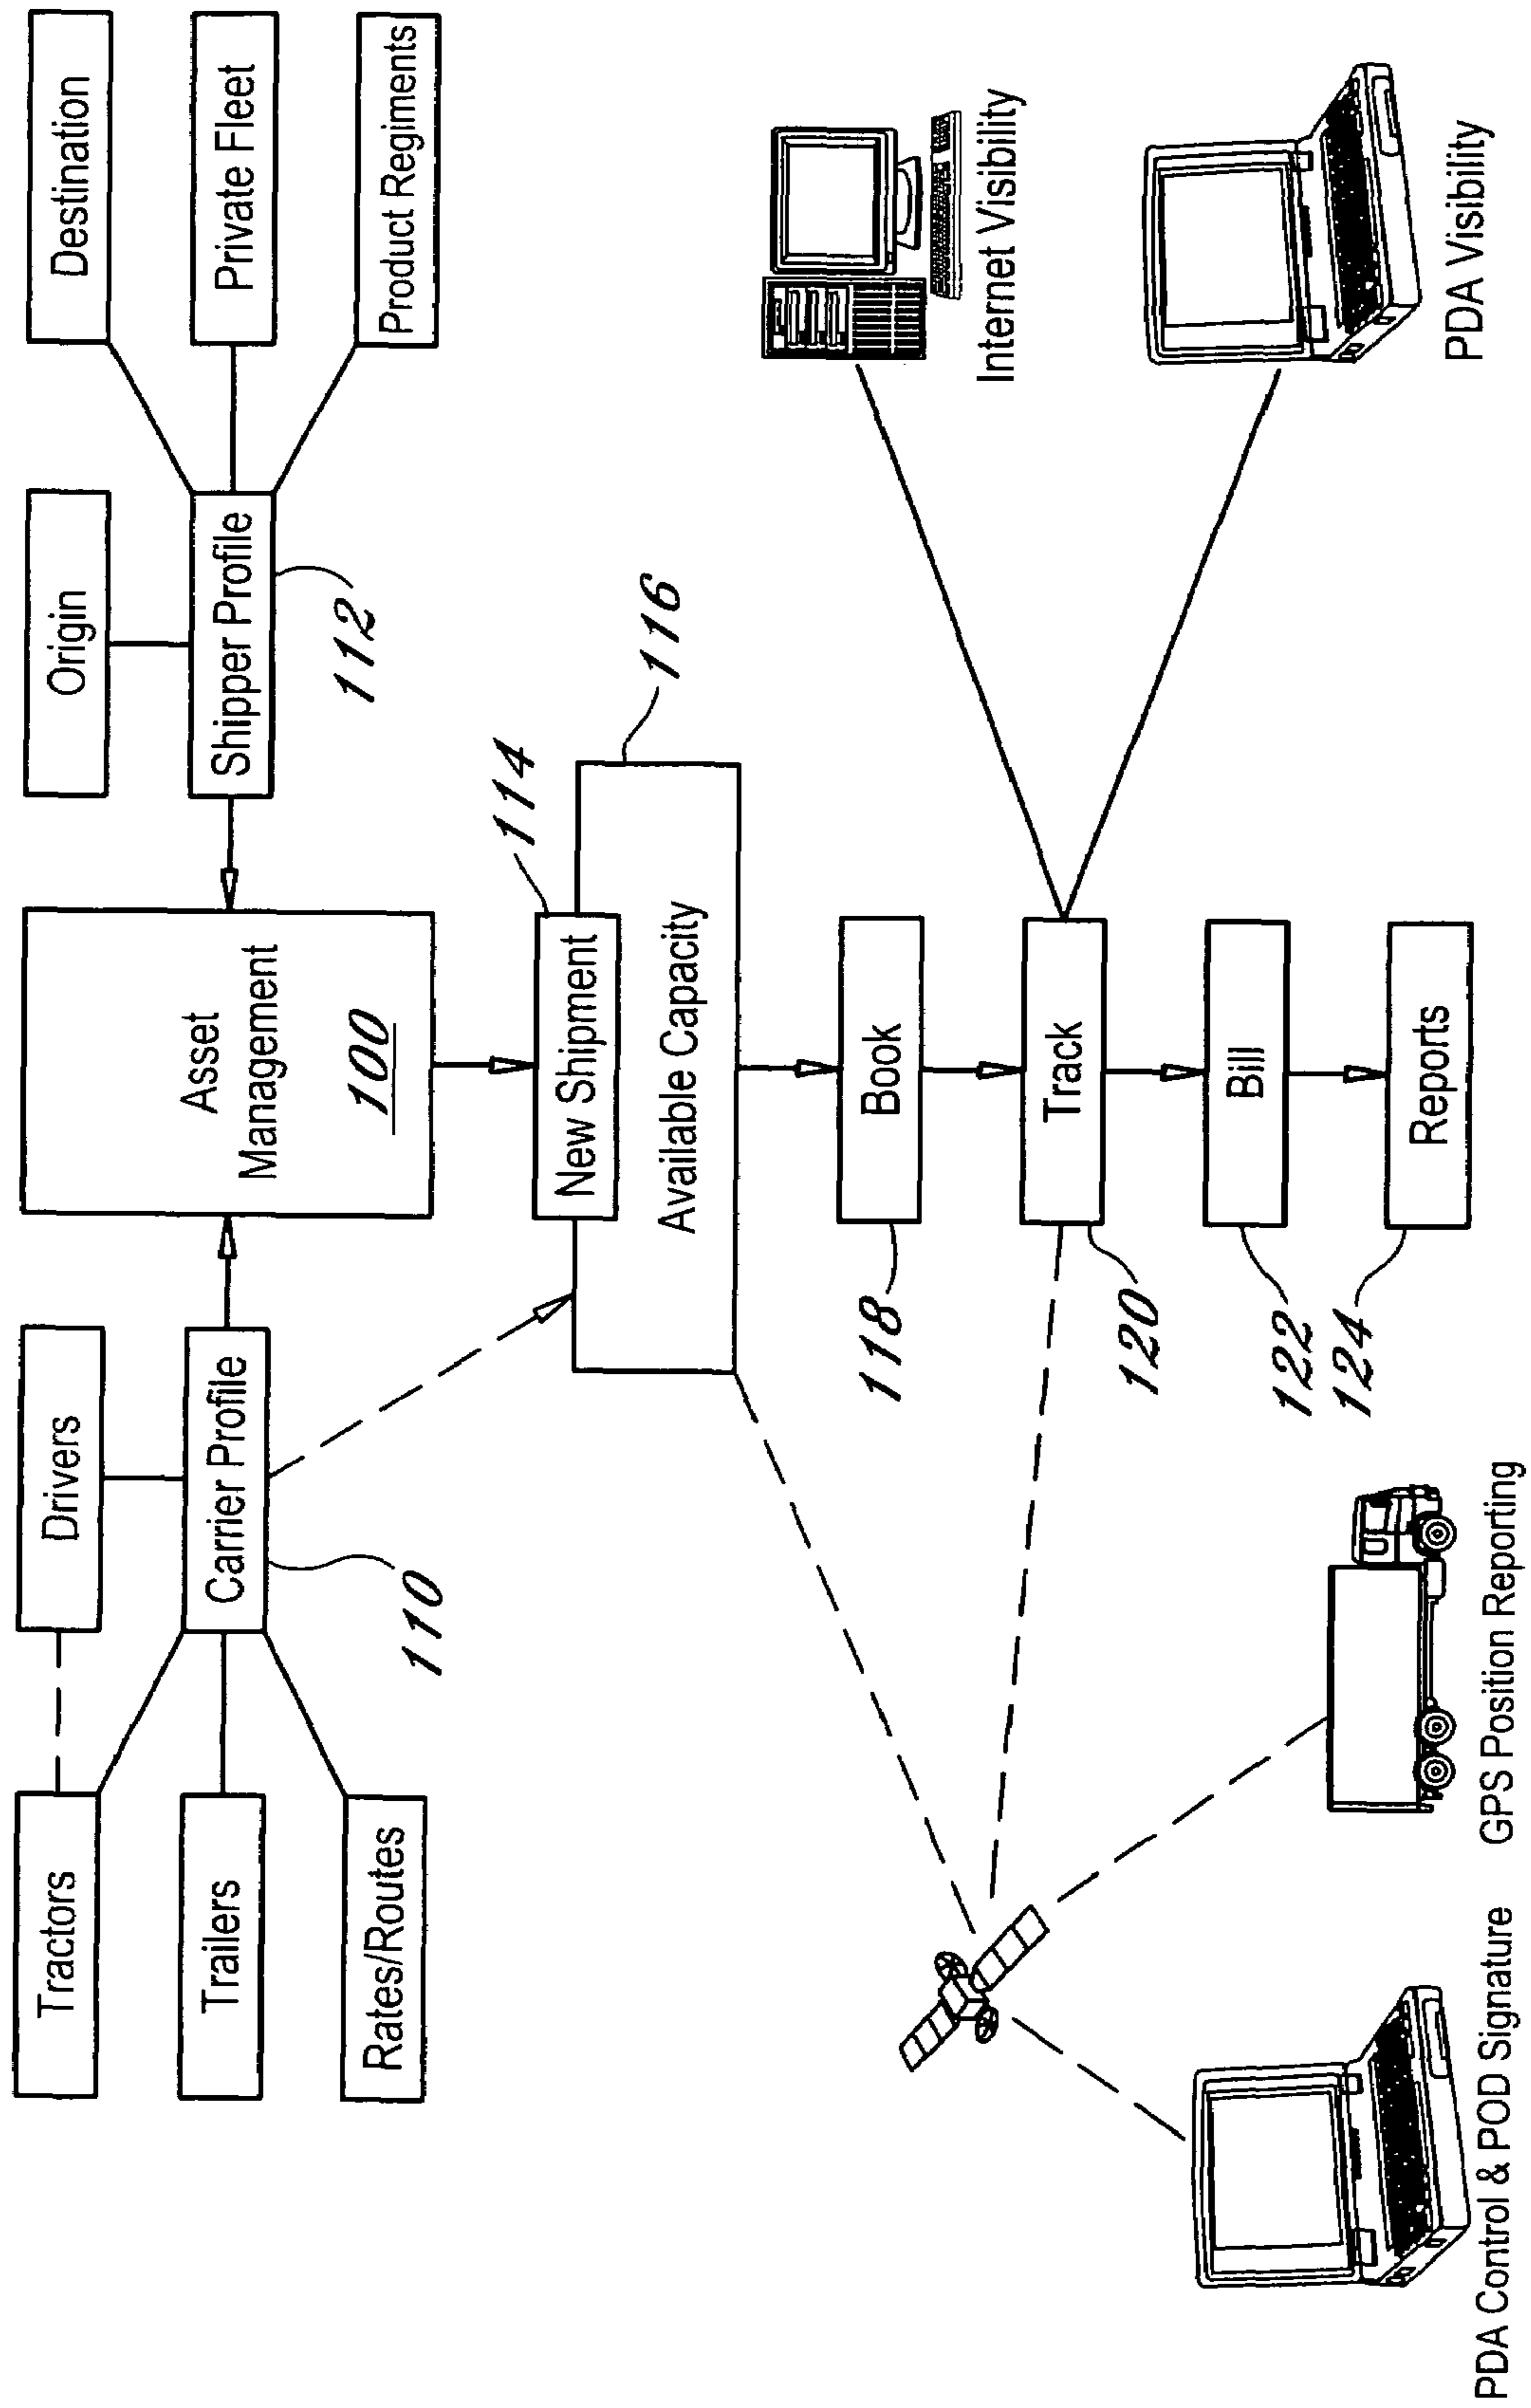 Tractors
Drivers
Origin
Destination
Trailers
Carrier Profile
Asset
Management
100
Shipper Profile
Private Fleet
Rates/Routes
110
112
Product Regiments
New Shipment
114
Available Capacity
116
Book
118
Internet Visibility
Track
120
Bill
122
Reports
124
PDA Control & POD Signature
GPS Position Reporting
PDA Visibility